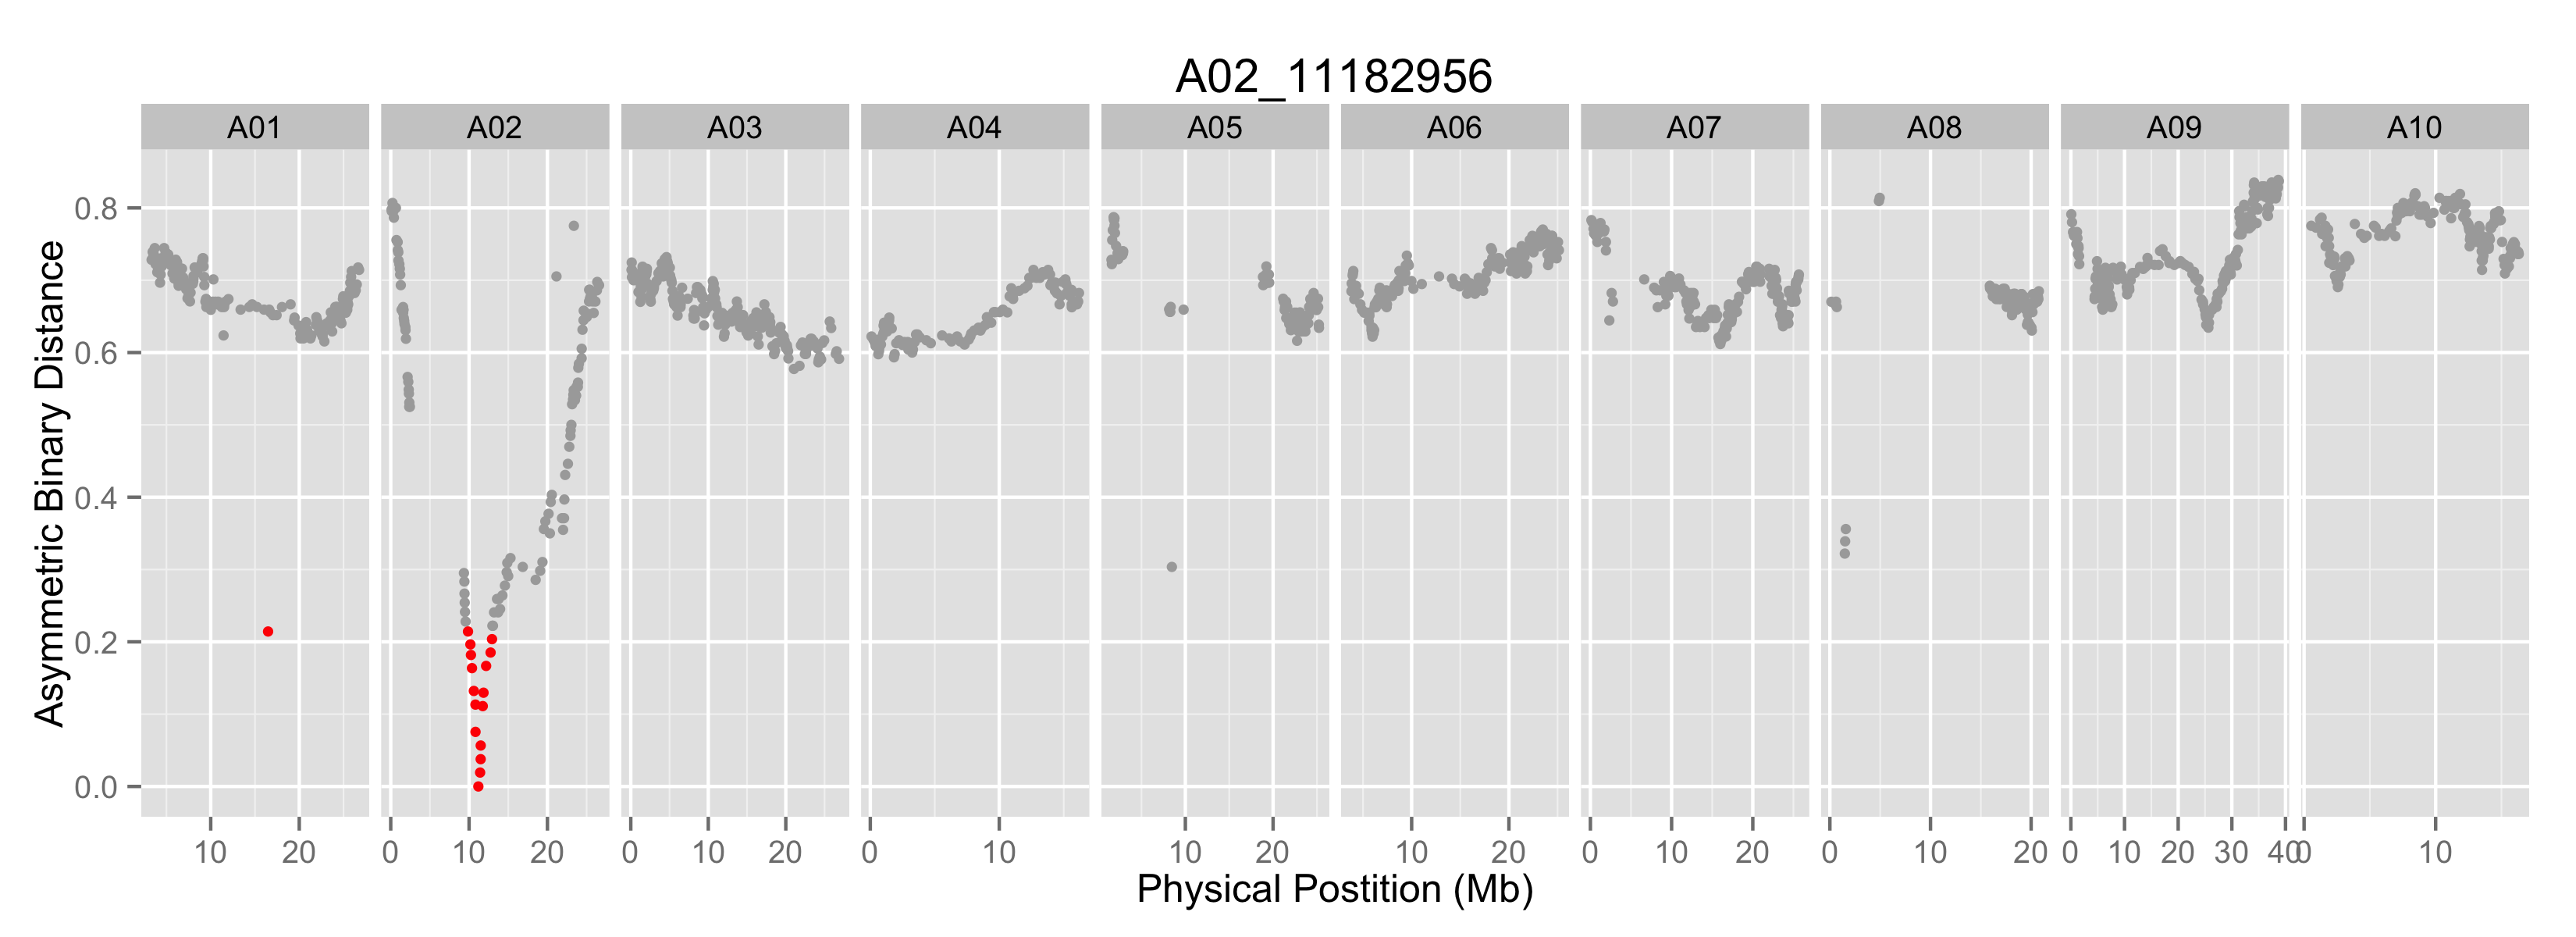 A02_11182956
A01 A02 A03 A04 A05 A06 A07 A08 A09 A10
Asymmetric Binary Distance
0.8
0.6
0.4
0.2
0.0
10 20 0 10 20 0 10 20 0 10 10 20 10 20 0 10 20 0 10 20 0 10 20 30 40 0 10
Physical Postition (Mb)